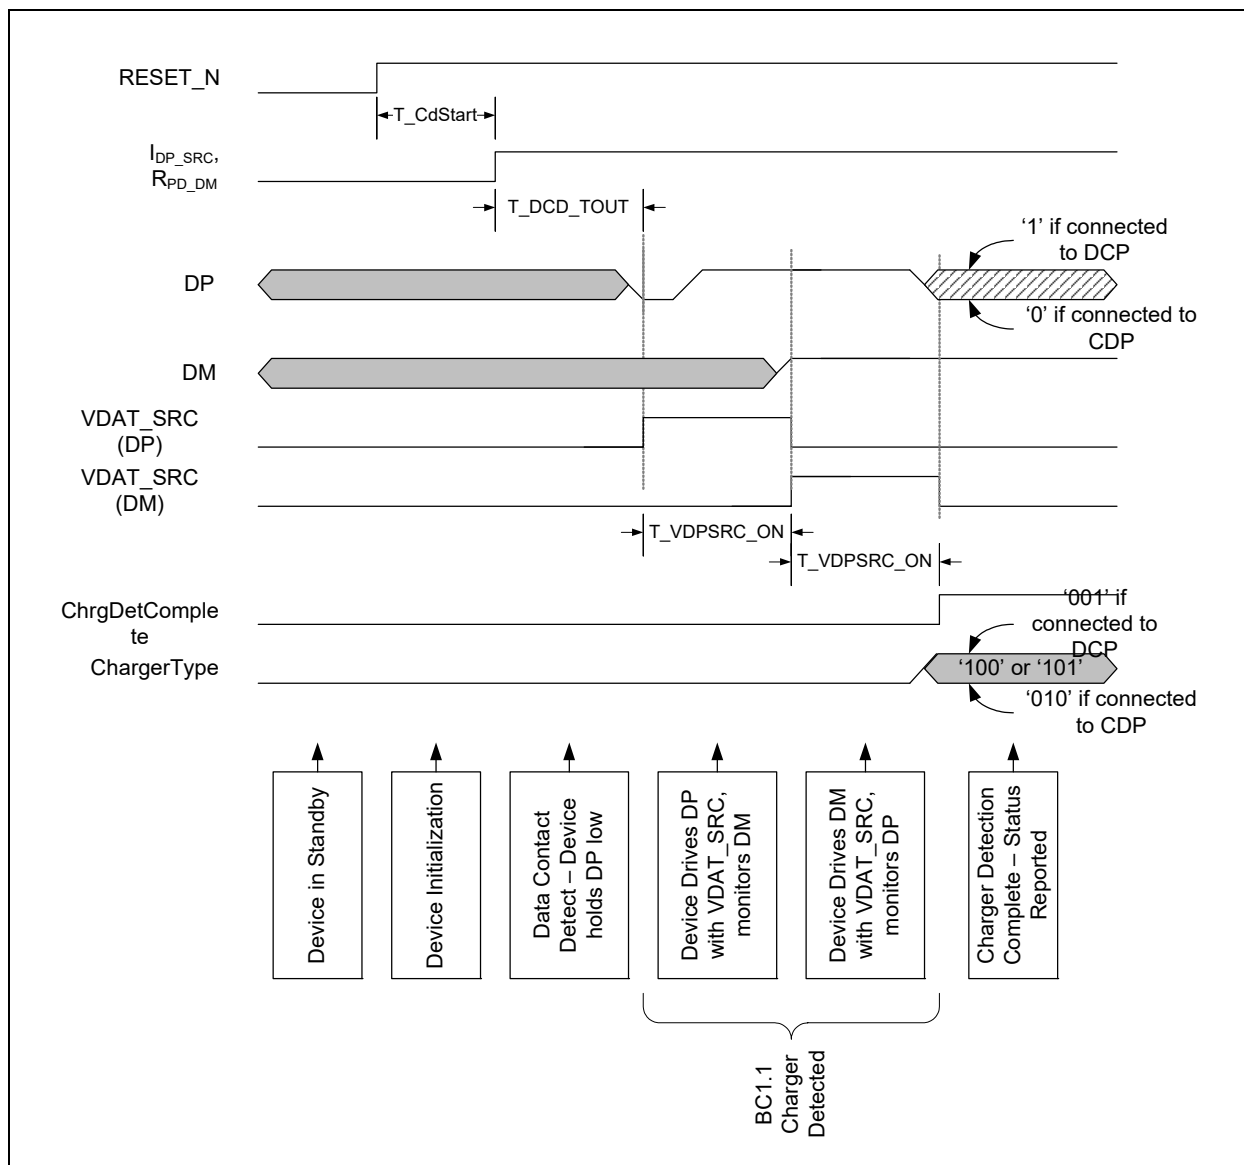 RESET_N
T_CdStart
I_DP_SRC,
R_PD_DM
T_DCD_TOUT
DP
‘1’ if connected
to DCP
‘0’ if connected to
CDP
DM
VDAT_SRC
(DP)
VDAT_SRC
(DM)
T_VDPSRC_ON
T_VDPSRC_ON
ChrgDetComple
te
‘001’ if
connected to
DCP
ChargerType
‘100’ or ‘101’
‘010’ if connected
to CDP
Device in Standby
Device Initialization
Data Contact
Detect – Device
holds DP low
Device Drives DP
with VDAT_SRC,
monitors DM
Device Drives DM
with VDAT_SRC,
monitors DP
Charger Detection
Complete – Status
Reported
BC1.1
Charger
Detected